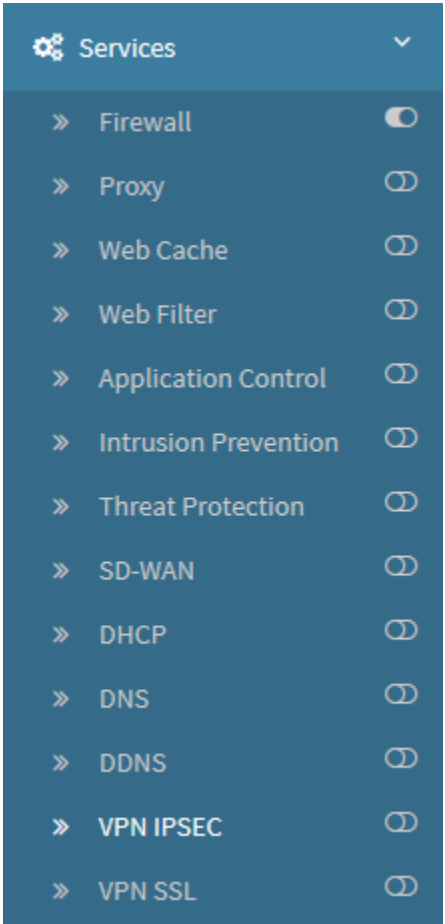 Services
Firewall
Proxy
Web Cache
Web Filter
Application Control
Intrusion Prevention
Threat Protection
SD-WAN
DHCP
DNS
DDNS
VPN IPSEC
VPN SSL